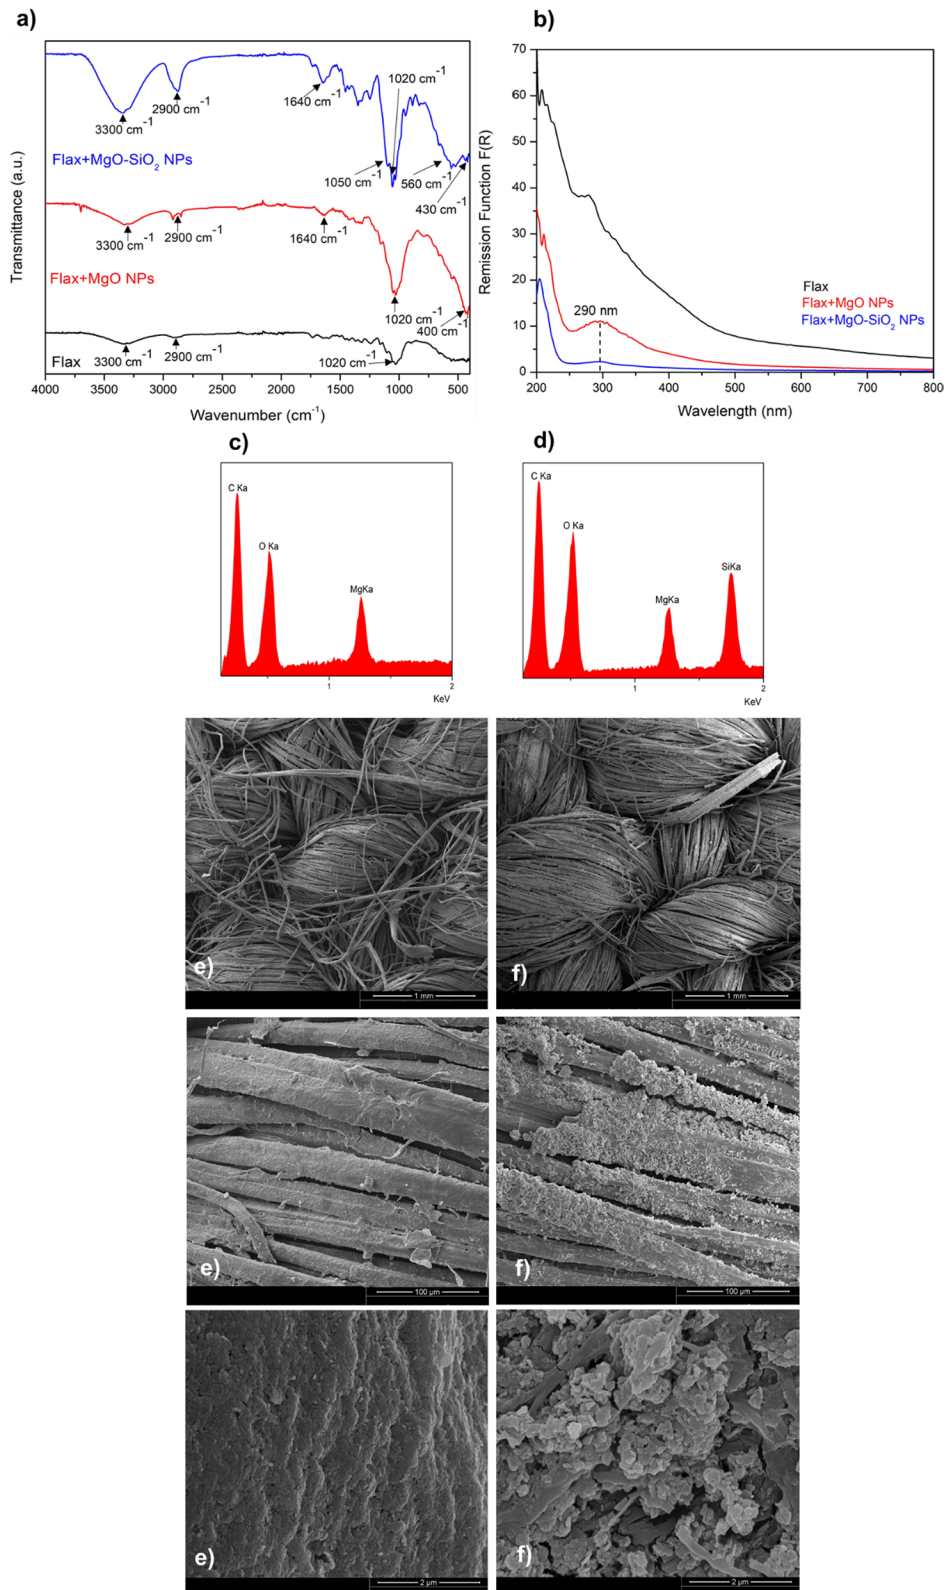 a)
Transmittance (a.u.)
3300 cm-1
2900 cm-1
1640 cm-1
1020 cm-1
1050 cm-1
560 cm-1
430 cm-1
Flax+MgO-SiO2 NPs
3300 cm-1
2900 cm-1
1640 cm-1
1020 cm-1
400 cm-1
Flax+MgO NPs
Flax
3300 cm-1
2900 cm-1
1020 cm-1
4000 3500 3000 2500 2000 1500 1000 500
Wavenumber (cm-1)
b)
Remission Function F(R)
70
60
50
40
30
20
10
0
290 nm
Flax
Flax+MgO NPs
Flax+MgO-SiO2 NPs
200 300 400 500 600 700 800
Wavelength (nm)
c)
C Ka
O Ka
MgKa
1 2
KeV
d)
C Ka
O Ka
MgKa
SiKa
1 2
KeV
e)
1 mm
f)
1 mm
e)
100 µm
f)
100 µm
e)
2 µm
f)
2 µm